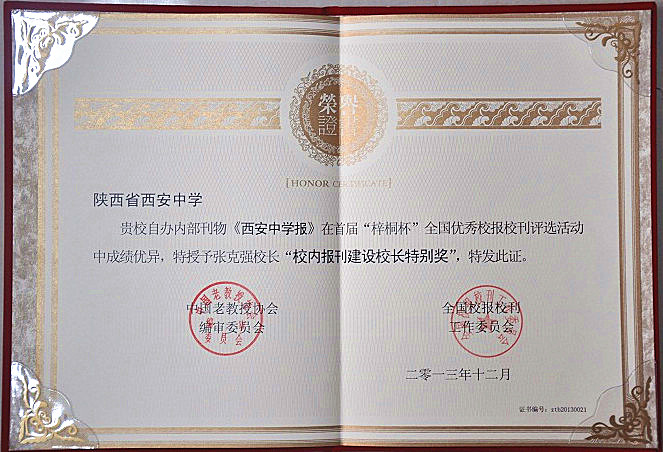 榮譽
證書
[HONOR CERTIFICATE]
陕西省西安中学
贵校自办内部刊物《西安中学报》在首届“梓桐杯”全国优秀校报校刊评选活动
中成绩优异，特授予张克强校长“校内报刊建设校长特别奖”，特发此证。
中国老教授协会
编审委员会
全国校报校刊
工作委员会
二零一三年十二月
证书编号：ztb20130021